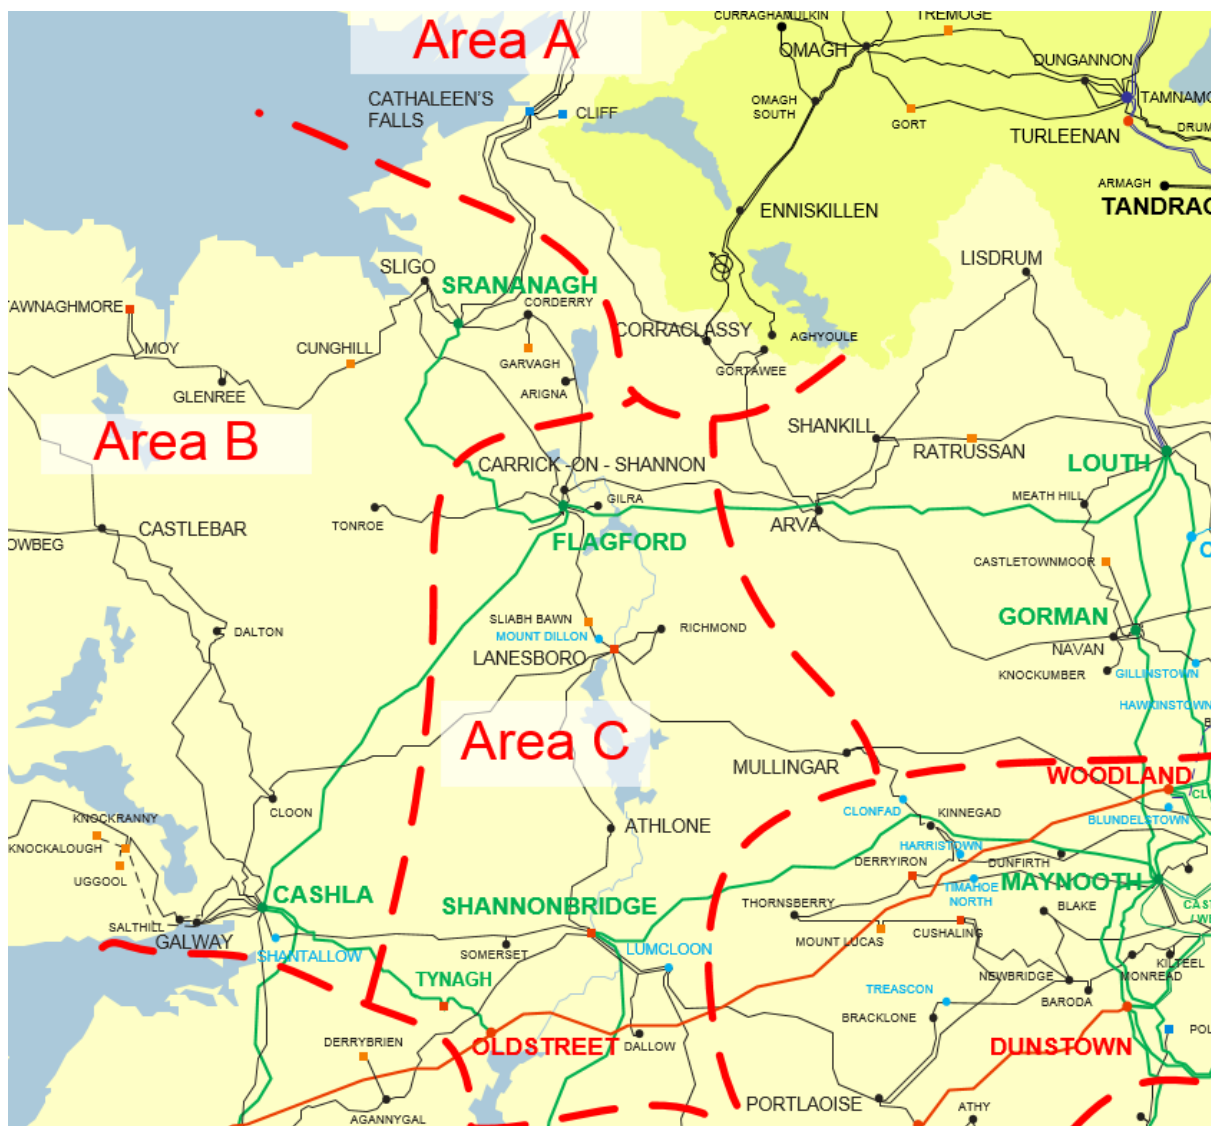 CURRAGHAMULKIN
TREMOGE
Area A
OMAGH
DUNGANNON
CATHALEEN'S
FALLS
CLIFF
OMAGH
SOUTH
GORT
TAMNAMO
DRUM
TURLEENAN
ARMAGH
TANDRAG
ENNISKILLEN
LISDRUM
SLIGO
SRANANAGH
CORDERRY
TAWNAGHMORE
MOY
CUNGHILL
GARVAGH
CORRACLASSY
AGHYOULE
GORTAWEE
GLENREE
ARIGNA
Area B
SHANKILL
RATRUSSAN
LOUTH
CARRICK -ON - SHANNON
GILRA
MEATH HILL
TONROE
ARVA
CASTLEBAR
FLAGFORD
OWBEG
CASTLETOWNMOOR
SLIABH BAWN
MOUNT DILLON
RICHMOND
GORMAN
DALTON
LANESBORO
NAVAN
KNOCKUMBER
GILLINSTOWN
HAWKINSTOWN
Area C
MULLINGAR
WOODLAND
CLOON
CLONFAD
KINNEGAD
BLUNDELSTOWN
KNOCKRANNY
ATHLONE
KNOCKALOUGH
HARRISTOWN
UGGOOL
DERRYIRON
DUNFIRTH
TIMAHOE
NORTH
MAYNOOTH
CASHLA
SHANNONBRIDGE
THORNSBERRY
BLAKE
SALTHILL
GALWAY
MOUNT LUCAS
CUSHALING
SHANTALLOW
SOMERSET
LUMCLOON
KILTEEL
TYNAGH
NEWBRIDGE
MONREAD
TREASCON
BARODA
BRACKLONE
DERRYBRIEN
OLDSTREET
DALLOW
DUNSTOWN
POL
AGANNYGAL
PORTLAOISE
ATHY